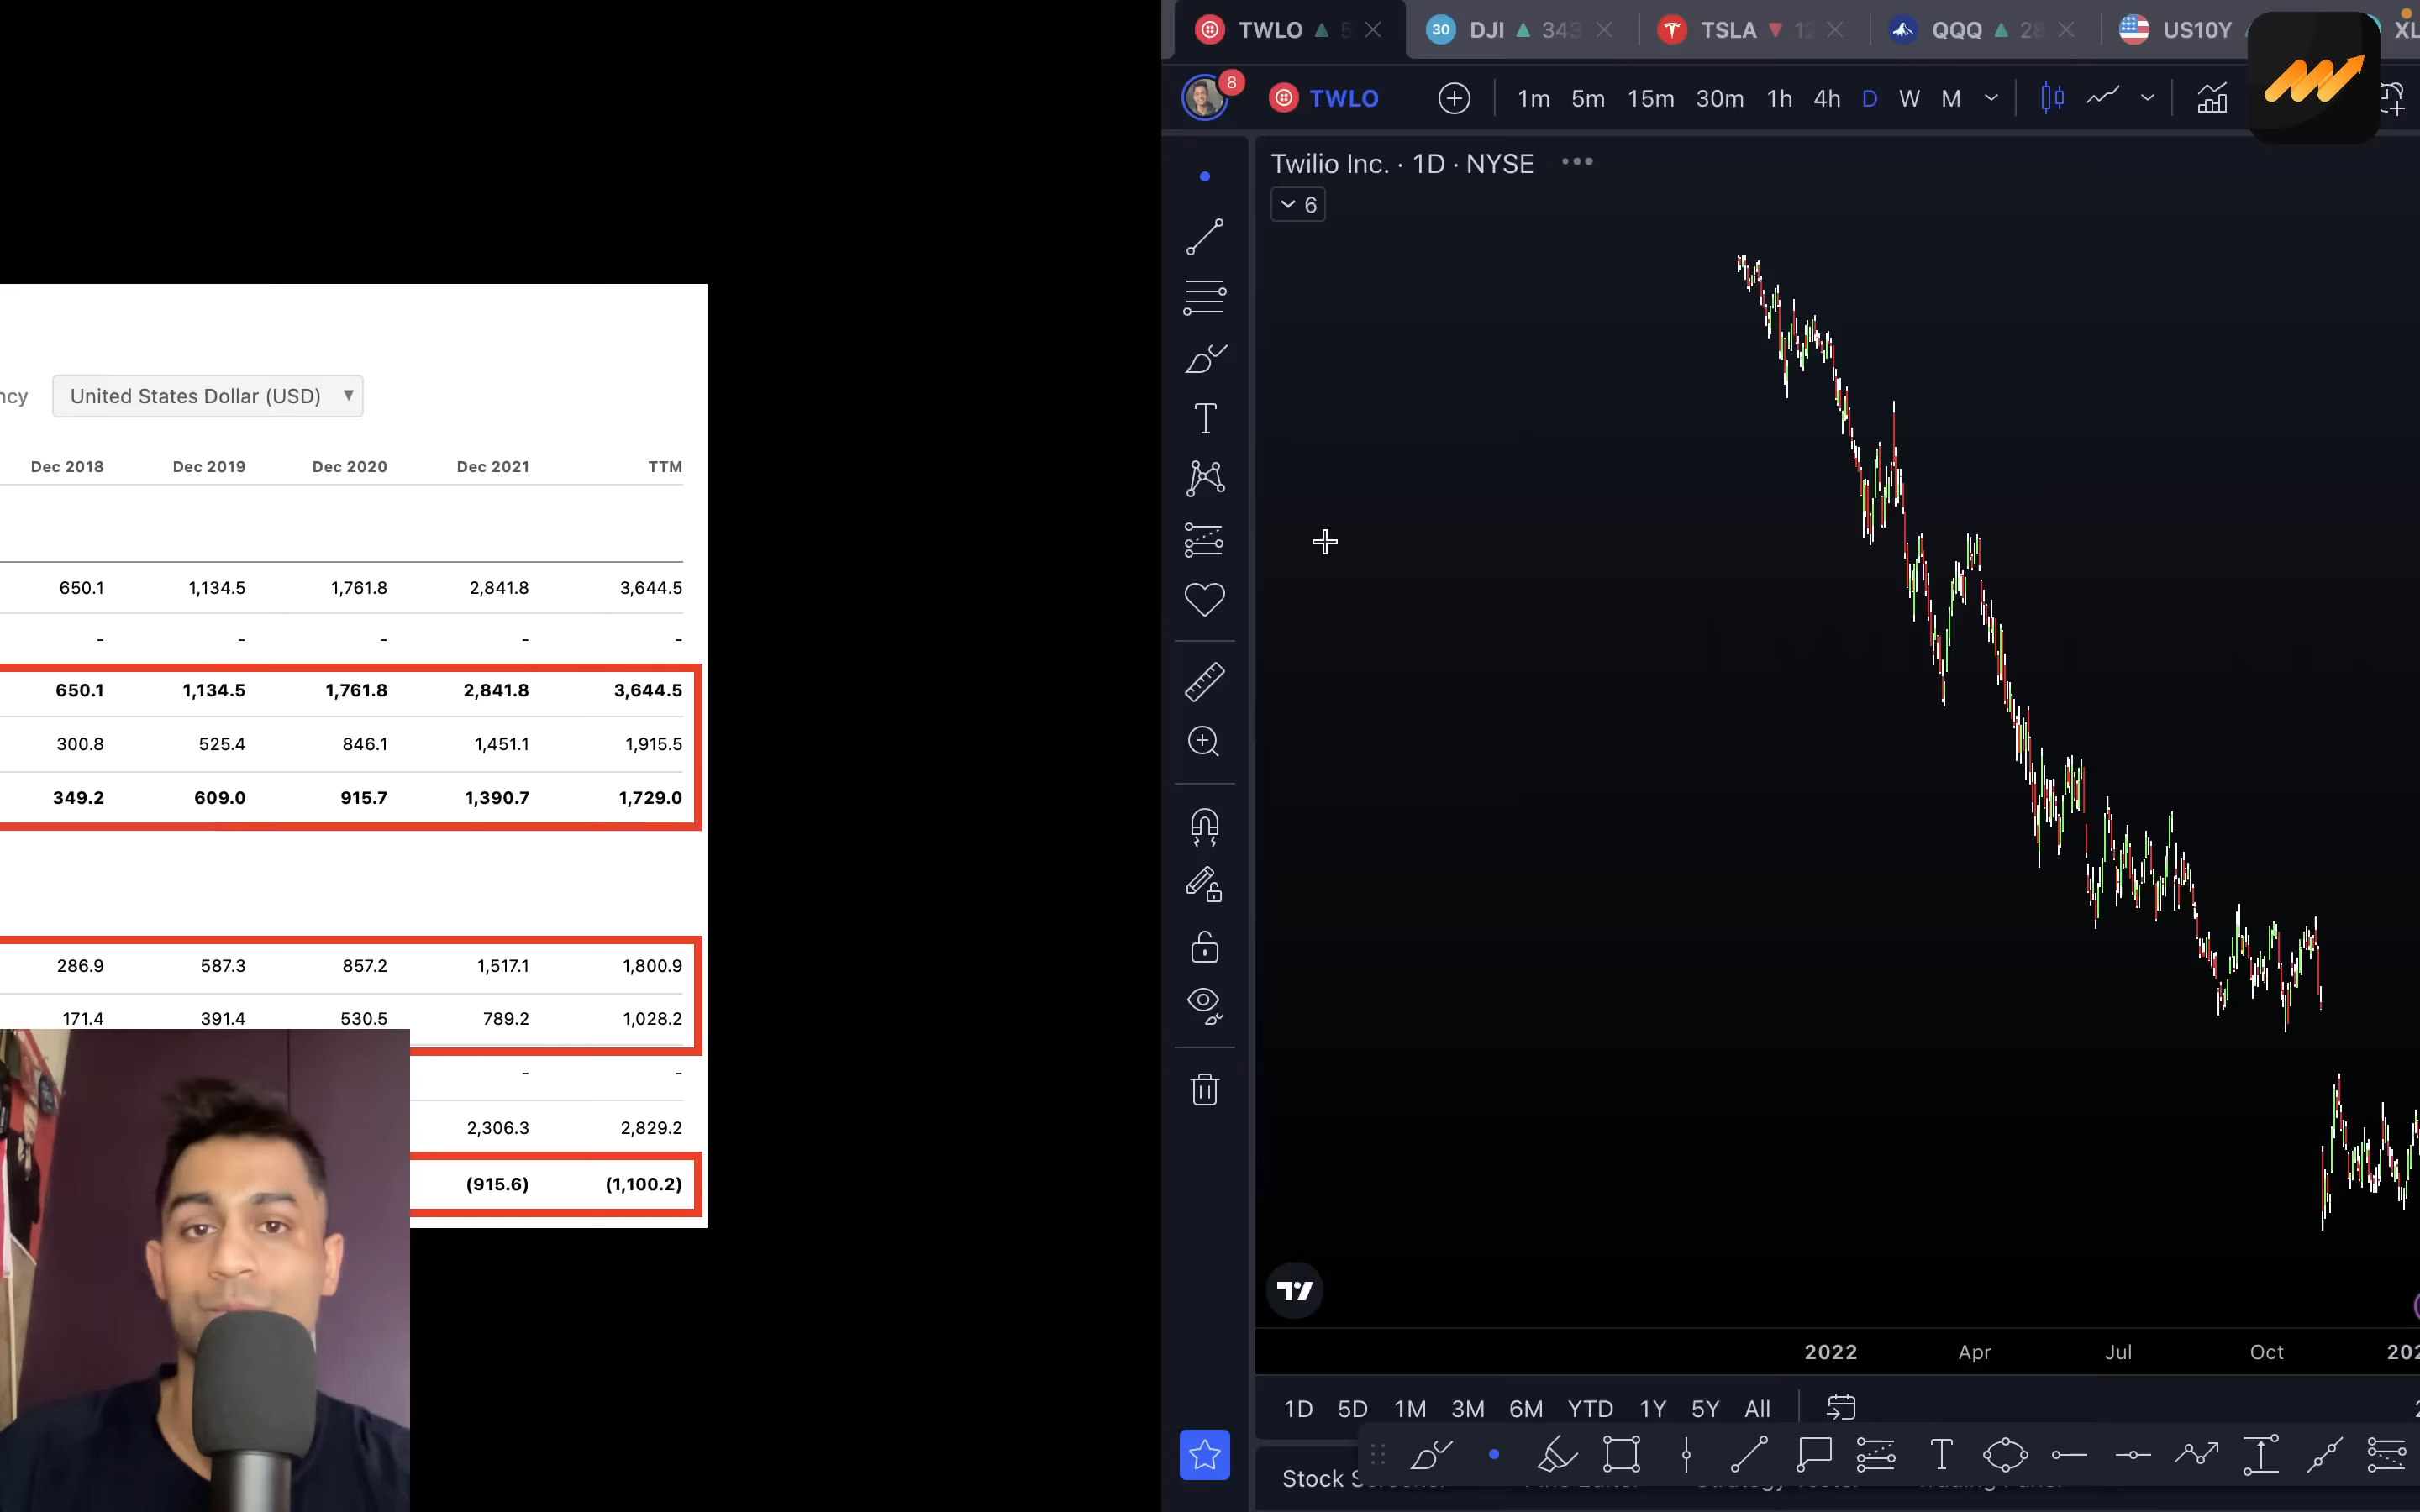 ncy United States Dollar (USD) ▼
Dec 2018 Dec 2019 Dec 2020 Dec 2021 TTM
650.1 1,134.5 1,761.8 2,841.8 3,644.5
- - - - -
650.1 1,134.5 1,761.8 2,841.8 3,644.5
300.8 525.4 846.1 1,451.1 1,915.5
349.2 609.0 915.7 1,390.7 1,729.0
286.9 587.3 857.2 1,517.1 1,800.9
171.4 391.4 530.5 789.2 1,028.2
- -
2,306.3 2,829.2
(915.6) (1,100.2)
TWLO 30 DJI 343 TSLA QQQ 28 US10Y XL
8 TWLO 1m 5m 15m 30m 1h 4h D W M
Twilio Inc. · 1D · NYSE
6
2022 Apr Jul Oct 202
1D 5D 1M 3M 6M YTD 1Y 5Y All
Stock